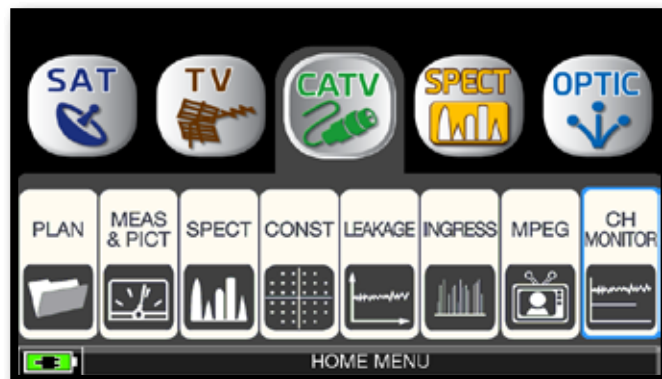 SAT
TV
CATV
SPECT
OPTIC
PLAN
MEAS
& PICT
SPECT
CONST
LEAKAGE
INGRESS
MPEG
CH
MONITOR
HOME MENU